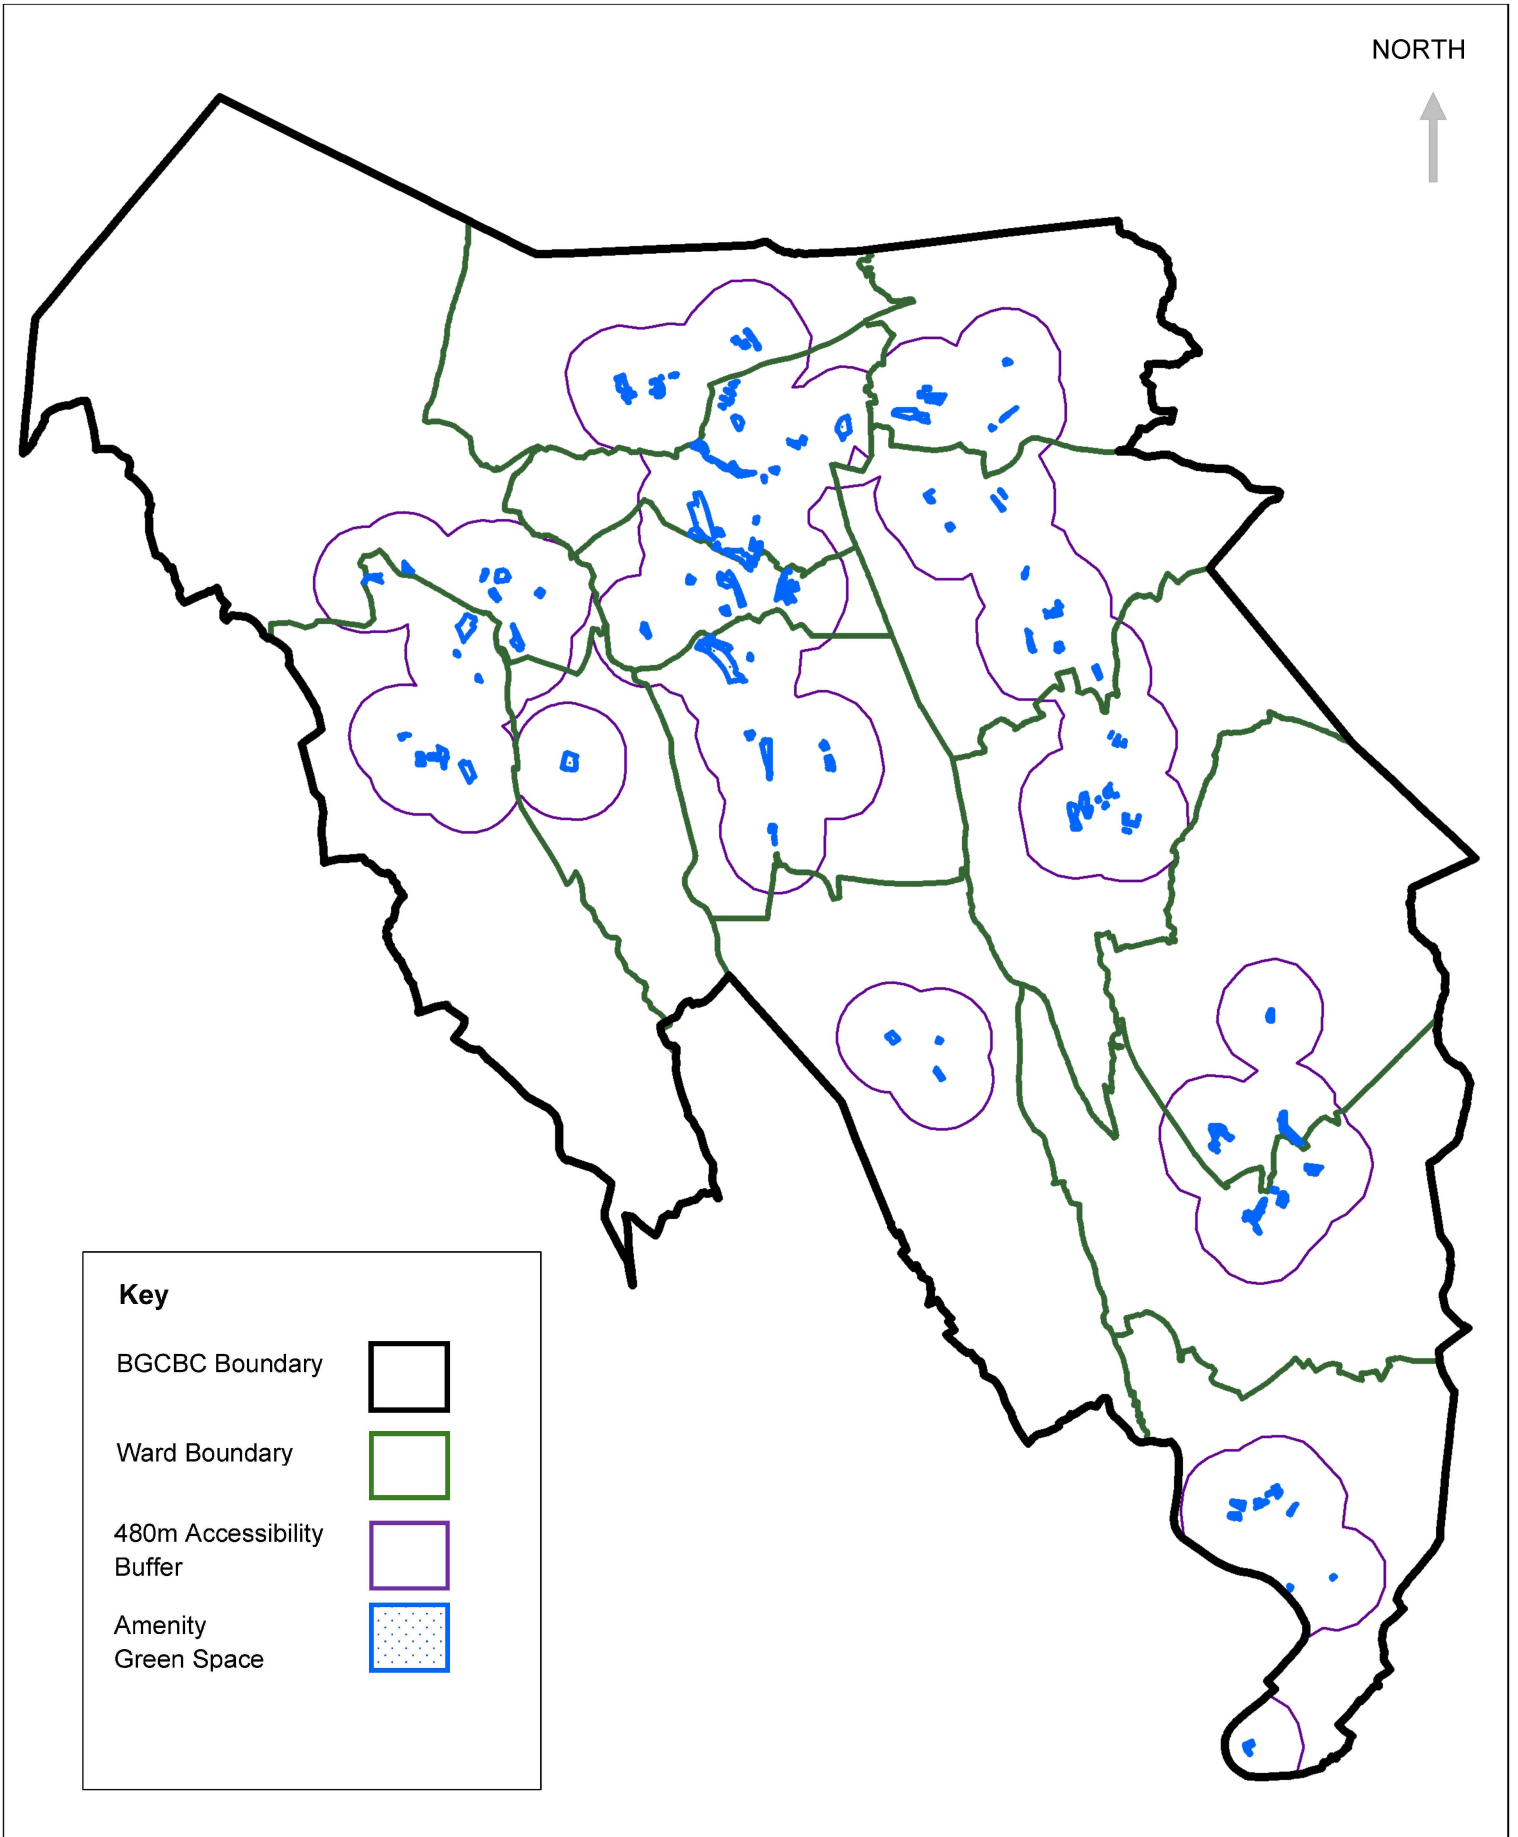 NORTH
Key
BGCBC Boundary
Ward Boundary
480m Accessibility
Buffer
Amenity
Green Space